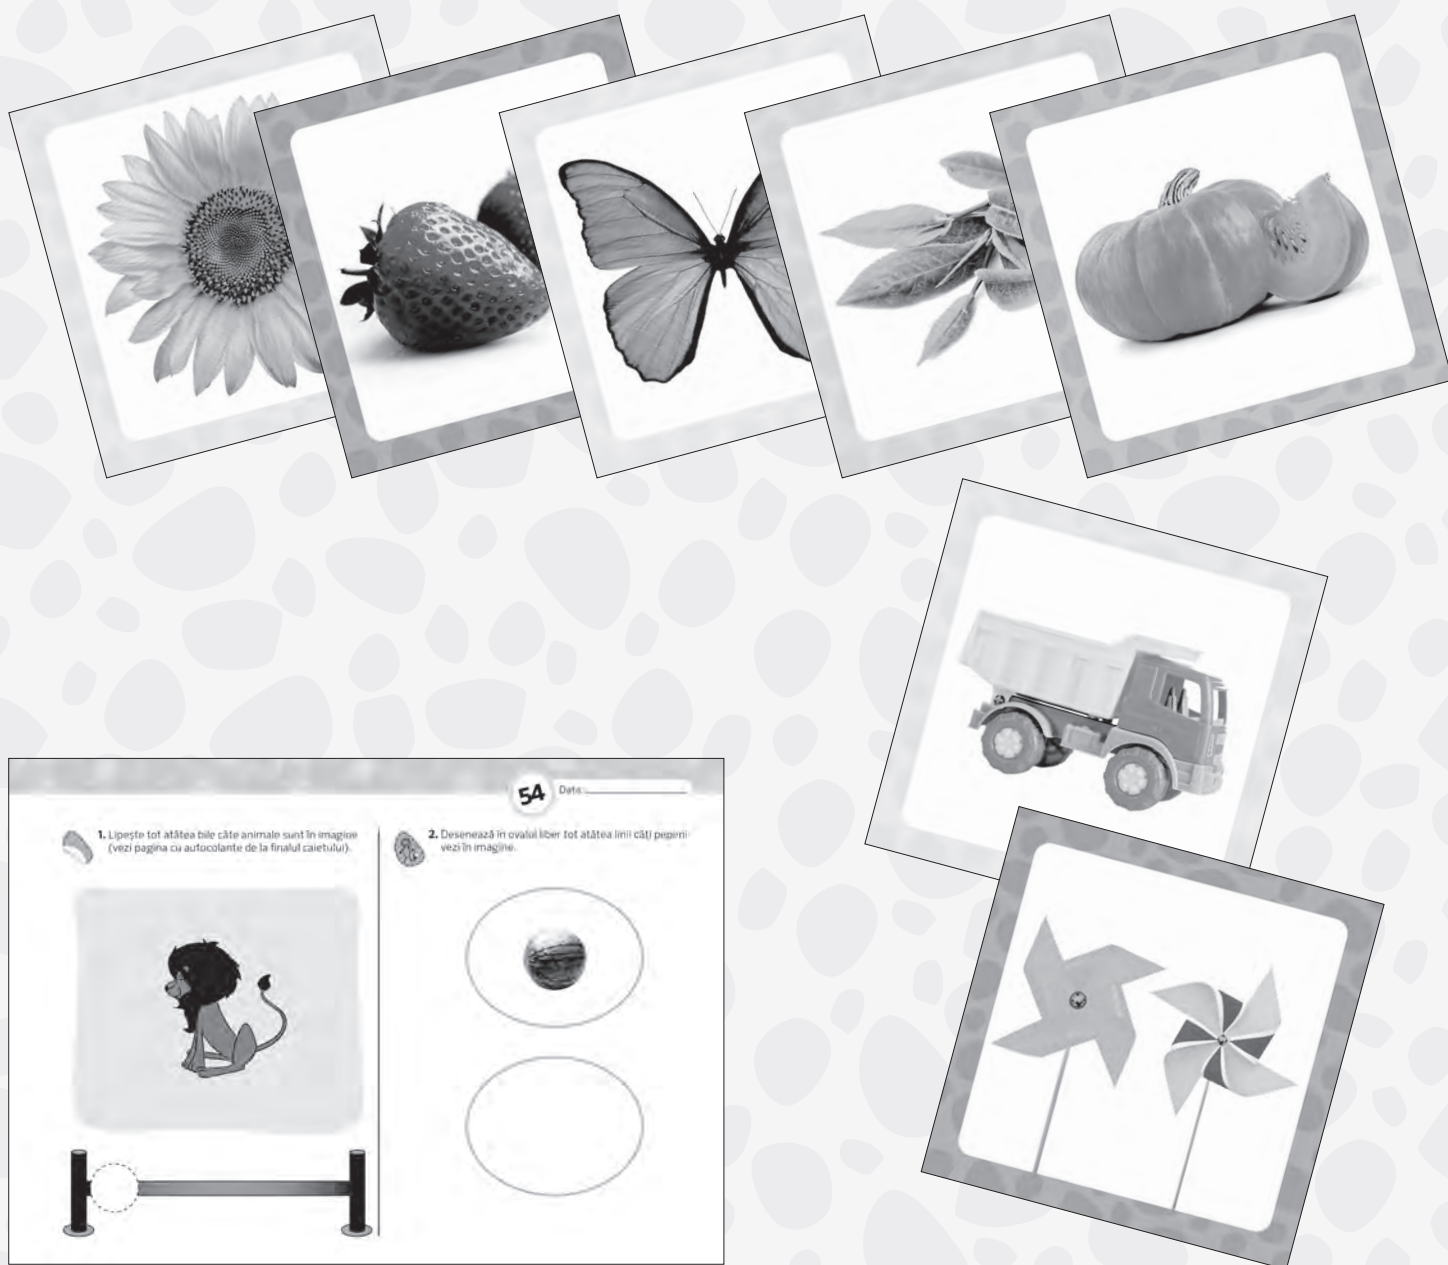 54
Data:
1. Lipește tot atâtea bile câte animale sunt în imagine
(vezi pagina cu autocolante de la finalul caietului).
2. Desenează în ovalul liber tot atâtea linii câți pepeni
vezi în imagine.